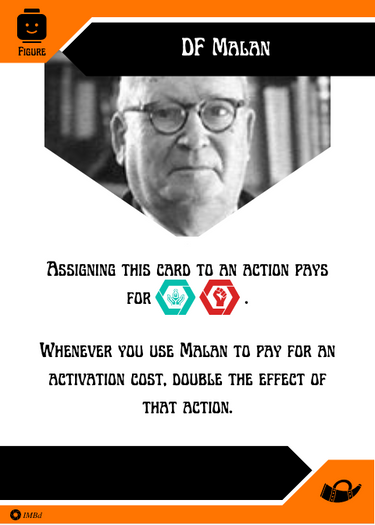 Figure
DF Malan
Assigning this card to an action pays
for .
Whenever you use Malan to pay for an
activation cost, double the effect of
that action.
IMBd